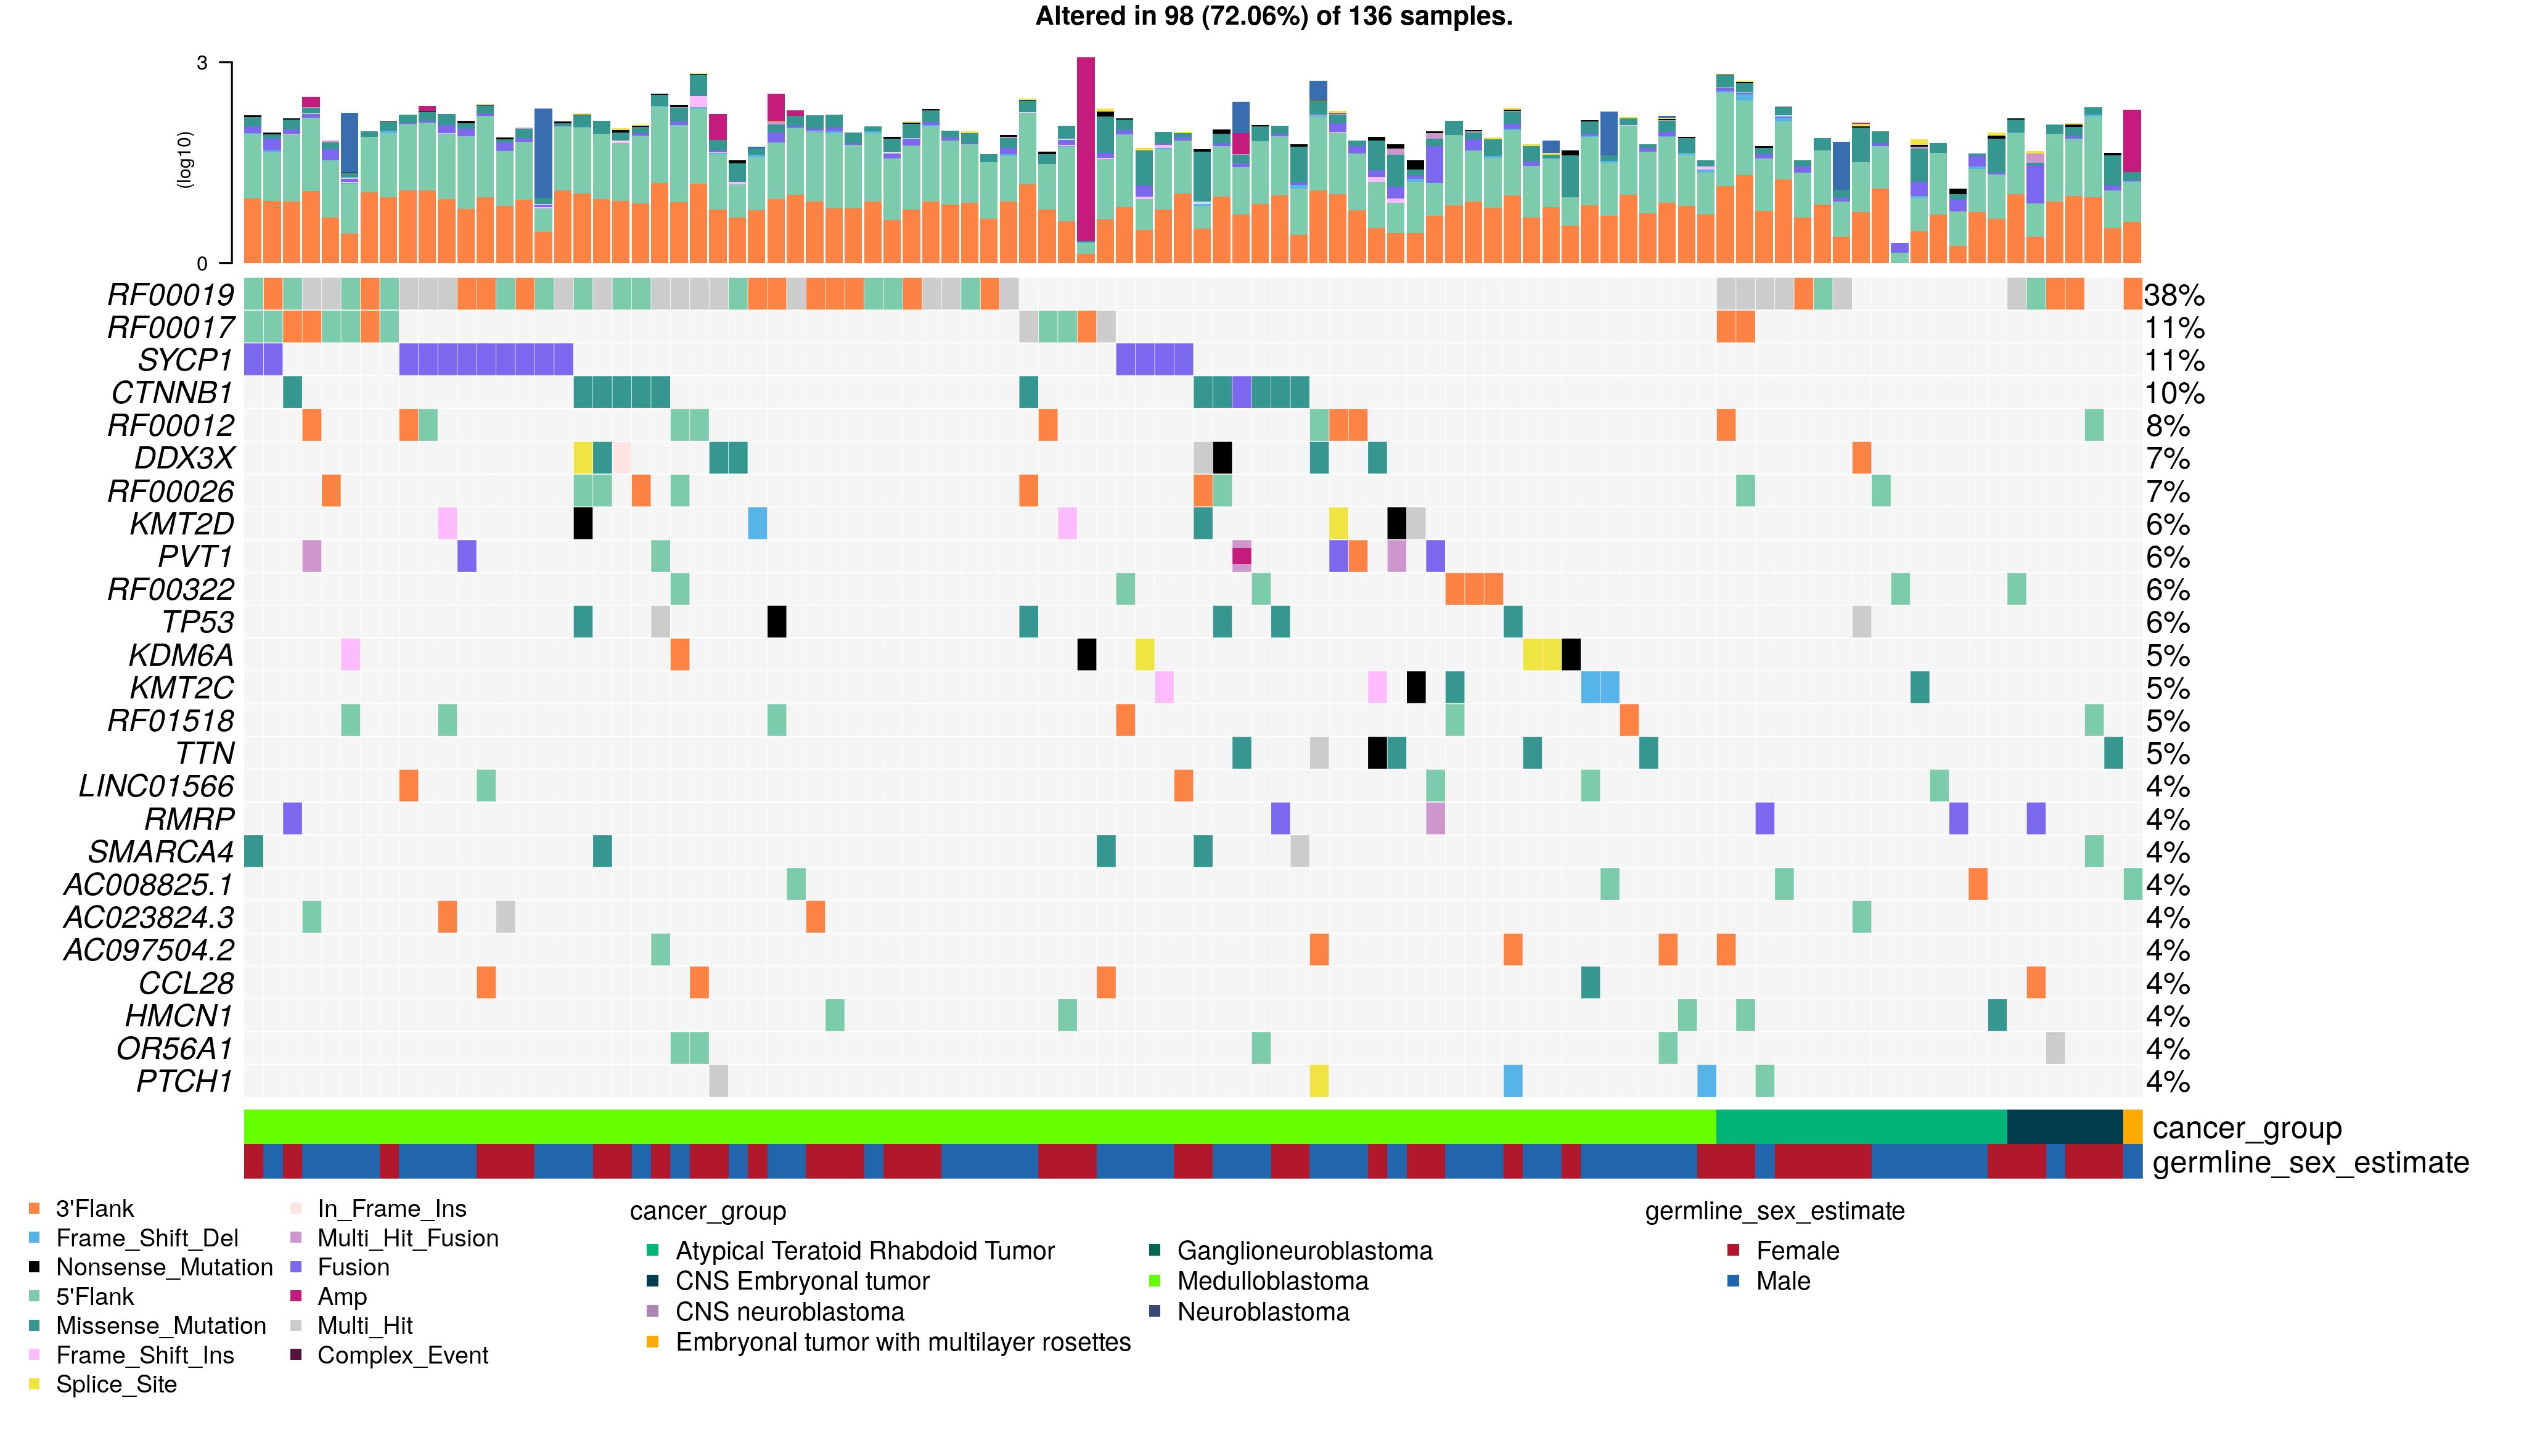 Altered in 98 (72.06%) of 136 samples.
3
(log10)
0
RF00019 38%
RF00017 11%
SYCP1 11%
CTNNB1 10%
RF00012 8%
DDX3X 7%
RF00026 7%
KMT2D 6%
PVT1 6%
RF00322 6%
TP53 6%
KDM6A 5%
KMT2C 5%
RF01518 5%
TTN 5%
LINC01566 4%
RMRP 4%
SMARCA4 4%
AC008825.1 4%
AC023824.3 4%
AC097504.2 4%
CCL28 4%
HMCN1 4%
OR56A1 4%
PTCH1 4%
cancer_group
germline_sex_estimate
3'Flank
Frame_Shift_Del
Nonsense_Mutation
5'Flank
Missense_Mutation
Frame_Shift_Ins
Splice_Site
In_Frame_Ins
Multi_Hit_Fusion
Fusion
Amp
Multi_Hit
Complex_Event
cancer_group
Atypical Teratoid Rhabdoid Tumor
CNS Embryonal tumor
CNS neuroblastoma
Embryonal tumor with multilayer rosettes
Ganglioneuroblastoma
Medulloblastoma
Neuroblastoma
germline_sex_estimate
Female
Male